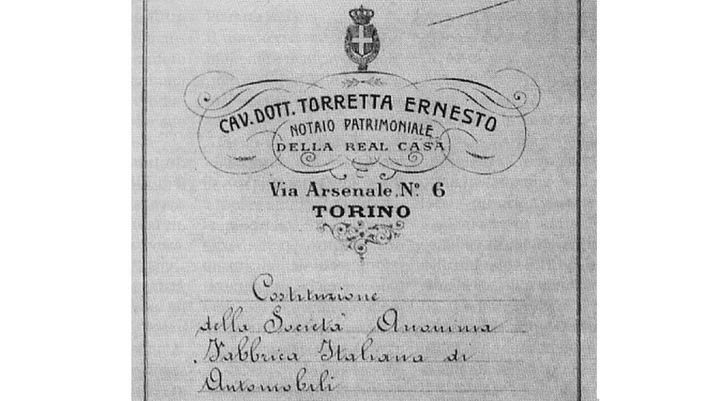 CAV. DOTT. TORRETTA ERNESTO
NOTAIO PATRIMONIALE
DELLA REAL CASA
Via Arsenale, N.º 6
TORINO
Costituzione
della Società Anonima
Fabbrica Italiana di
Automobili